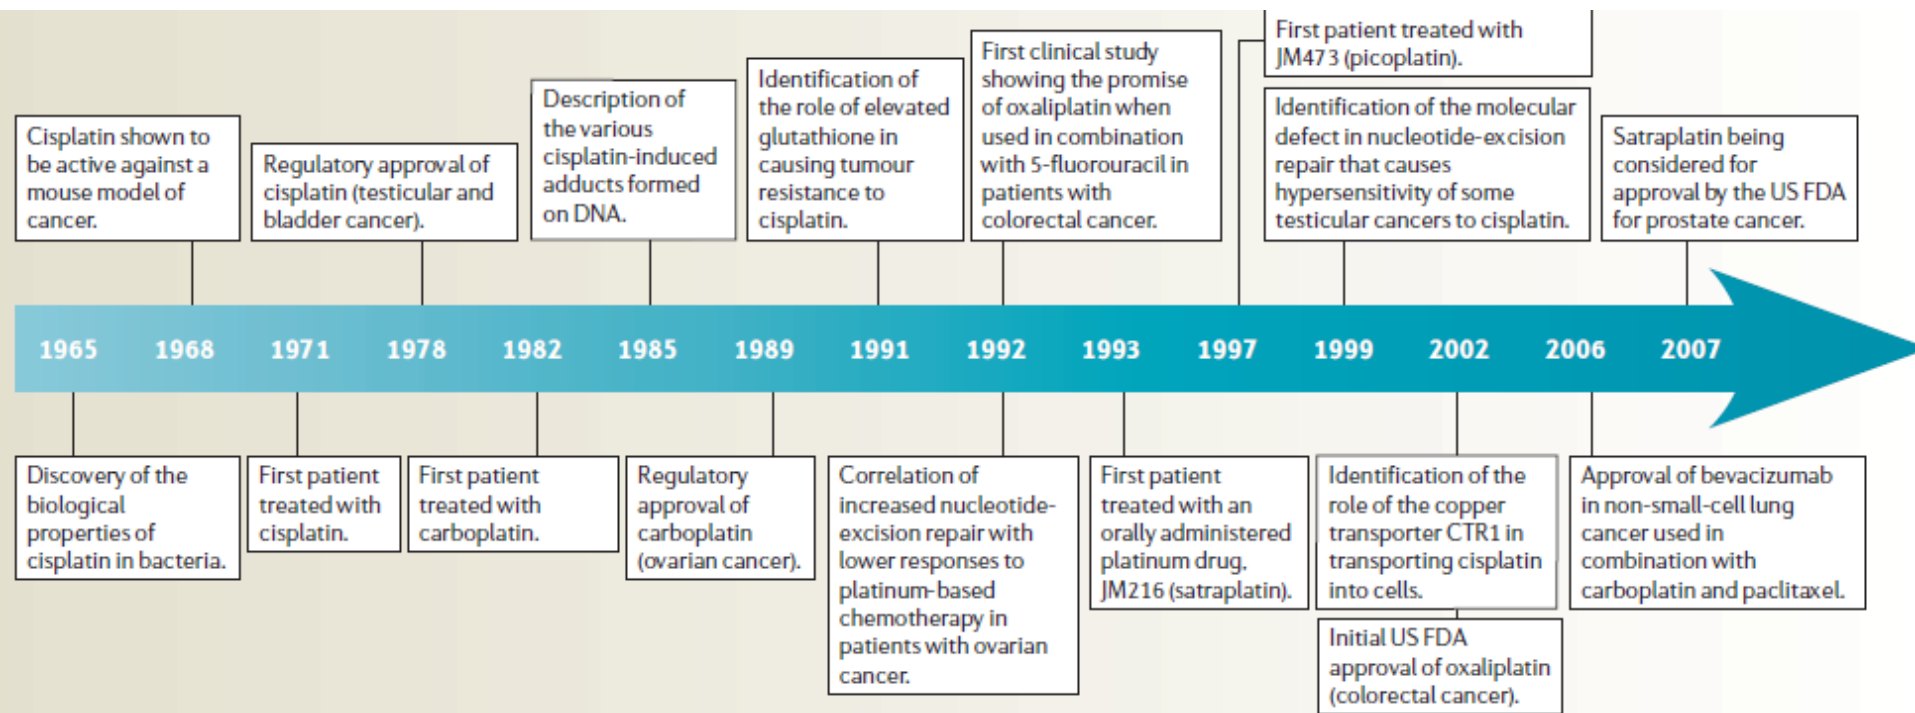 Cisplatin shown to
be active against a
mouse model of
cancer.
Regulatory approval of
cisplatin (testicular and
bladder cancer).
Description of
the various
cisplatin-induced
adducts formed
on DNA.
Identification of
the role of elevated
glutathione in
causing tumour
resistance to
cisplatin.
First clinical study
showing the promise
of oxaliplatin when
used in combination
with 5-fluorouracil in
patients with
colorectal cancer.
First patient treated with
JM473 (picoplatin).
Identification of the molecular
defect in nucleotide-excision
repair that causes
hypersensitivity of some
testicular cancers to cisplatin.
Satraplatin being
considered for
approval by the US FDA
for prostate cancer.
1965 1968 1971 1978 1982 1985 1989 1991 1992 1993 1997 1999 2002 2006 2007
Discovery of the
biological
properties of
cisplatin in bacteria.
First patient
treated with
cisplatin.
First patient
treated with
carboplatin.
Regulatory
approval of
carboplatin
(ovarian cancer).
Correlation of
increased nucleotide-
excision repair with
lower responses to
platinum-based
chemotherapy in
patients with ovarian
cancer.
First patient
treated with an
orally administered
platinum drug,
JM216 (satraplatin).
Identification of the
role of the copper
transporter CTR1 in
transporting cisplatin
into cells.
Initial US FDA
approval of oxaliplatin
(colorectal cancer).
Approval of bevacizumab
in non-small-cell lung
cancer used in
combination with
carboplatin and paclitaxel.